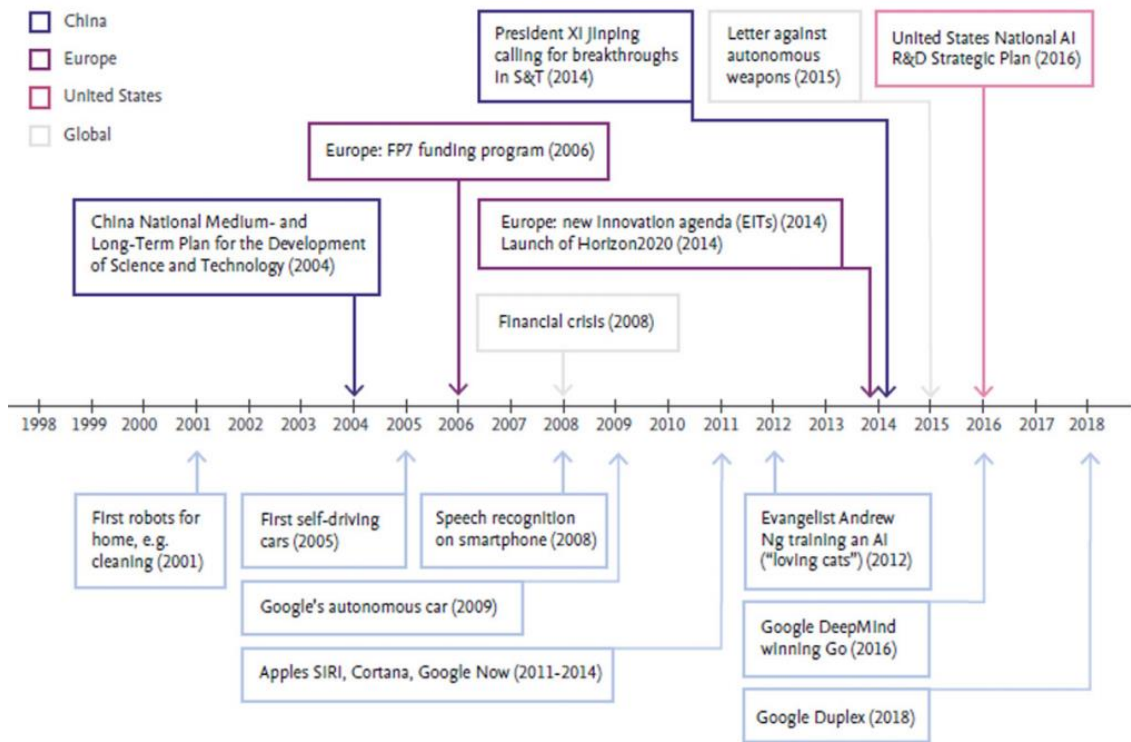 China
Europe
United States
Global
President XI Jinping
calling for breakthroughs
in S&T (2014)
Letter against
autonomous
weapons (2015)
United States National AI
R&D Strategic Plan (2016)
Europe: FP7 funding program (2006)
China National Medium- and
Long-Term Plan for the Development
of Science and Technology (2004)
Europe: new Innovation agenda (EITs) (2014)
Launch of Horizon2020 (2014)
Financial crisis (2008)
1998 1999 2000 2001 2002 2003 2004 2005 2006 2007 2008 2009 2010 2011 2012 2013 2014 2015 2016 2017 2018
First robots for
home, e.g.
cleaning (2001)
First self-driving
cars (2005)
Speech recognition
on smartphone (2008)
Evangelist Andrew
Ng training an AI
("loving cats") (2012)
Google's autonomous car (2009)
Google DeepMind
winning Go (2016)
Apples SIRI, Cortana, Google Now (2011-2014)
Google Duplex (2018)